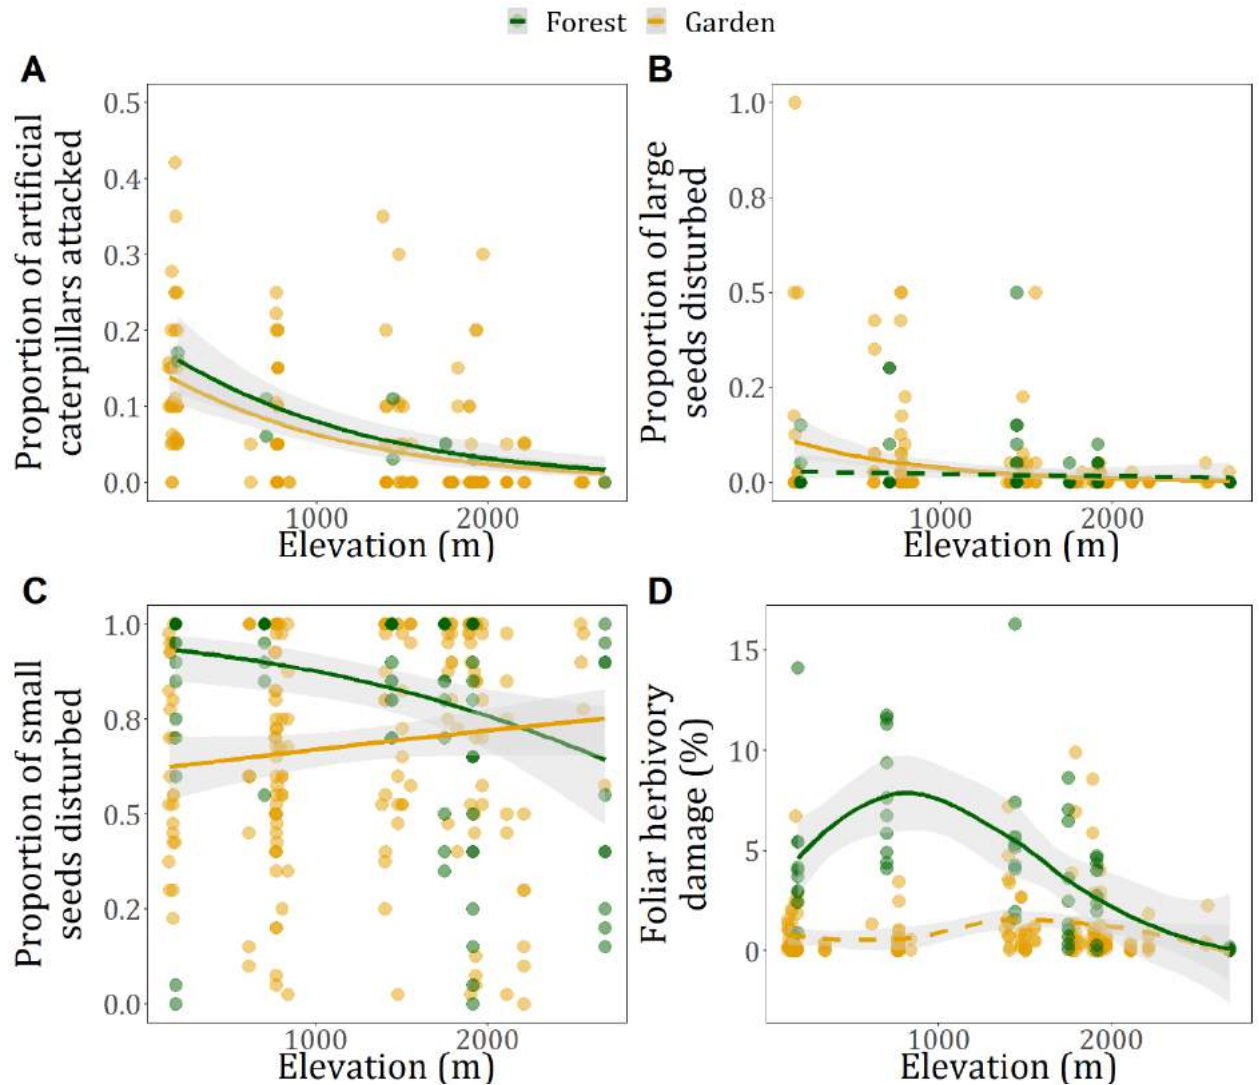 Forest Garden
A
B
Proportion of artificial
caterpillars attacked
0.5
0.4
0.3
0.2
0.1
0.0
1000 2000
Elevation (m)
Proportion of large
seeds disturbed
1.0
0.8
0.5
0.2
0.0
1000 2000
Elevation (m)
C
D
Proportion of small
seeds disturbed
1.0
0.8
0.5
0.2
0.0
1000 2000
Elevation (m)
Foliar herbivory
damage (%)
15
10
5
0
1000 2000
Elevation (m)